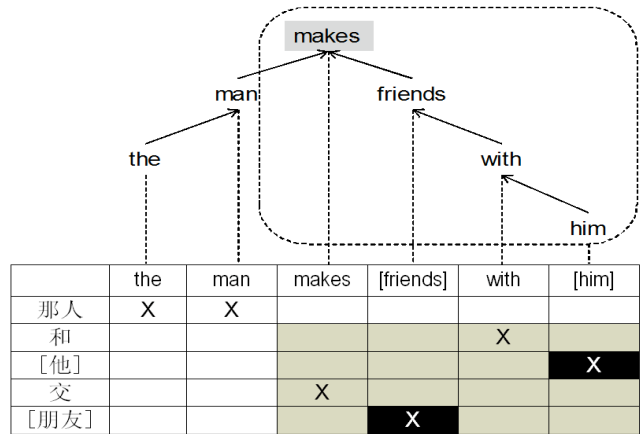 makes
man friends
the with
him
the man makes [friends] with [him]
那人 X X
和 X
[他] X
交 X
[朋友] X